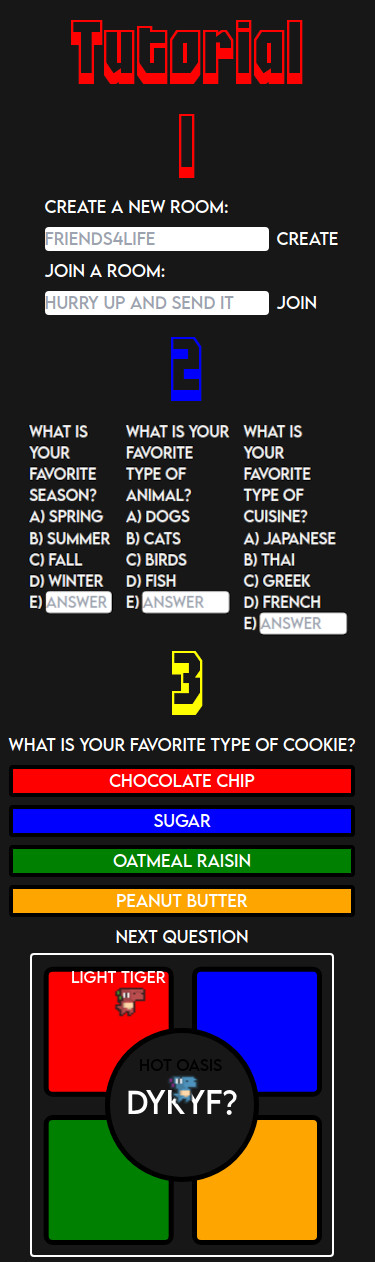 Tutorial
1
CREATE A NEW ROOM:
FRIENDS4LIFE CREATE
JOIN A ROOM:
HURRY UP AND SEND IT JOIN
2
WHAT IS
YOUR
FAVORITE
SEASON?
A) SPRING
B) SUMMER
C) FALL
D) WINTER
E) ANSWER
WHAT IS YOUR
FAVORITE
TYPE OF
ANIMAL?
A) DOGS
B) CATS
C) BIRDS
D) FISH
E) ANSWER
WHAT IS
YOUR
FAVORITE
TYPE OF
CUISINE?
A) JAPANESE
B) THAI
C) GREEK
D) FRENCH
E) ANSWER
3
WHAT IS YOUR FAVORITE TYPE OF COOKIE?
CHOCOLATE CHIP
SUGAR
OATMEAL RAISIN
PEANUT BUTTER
NEXT QUESTION
LIGHT TIGER
HOT OASIS
DYKYF?